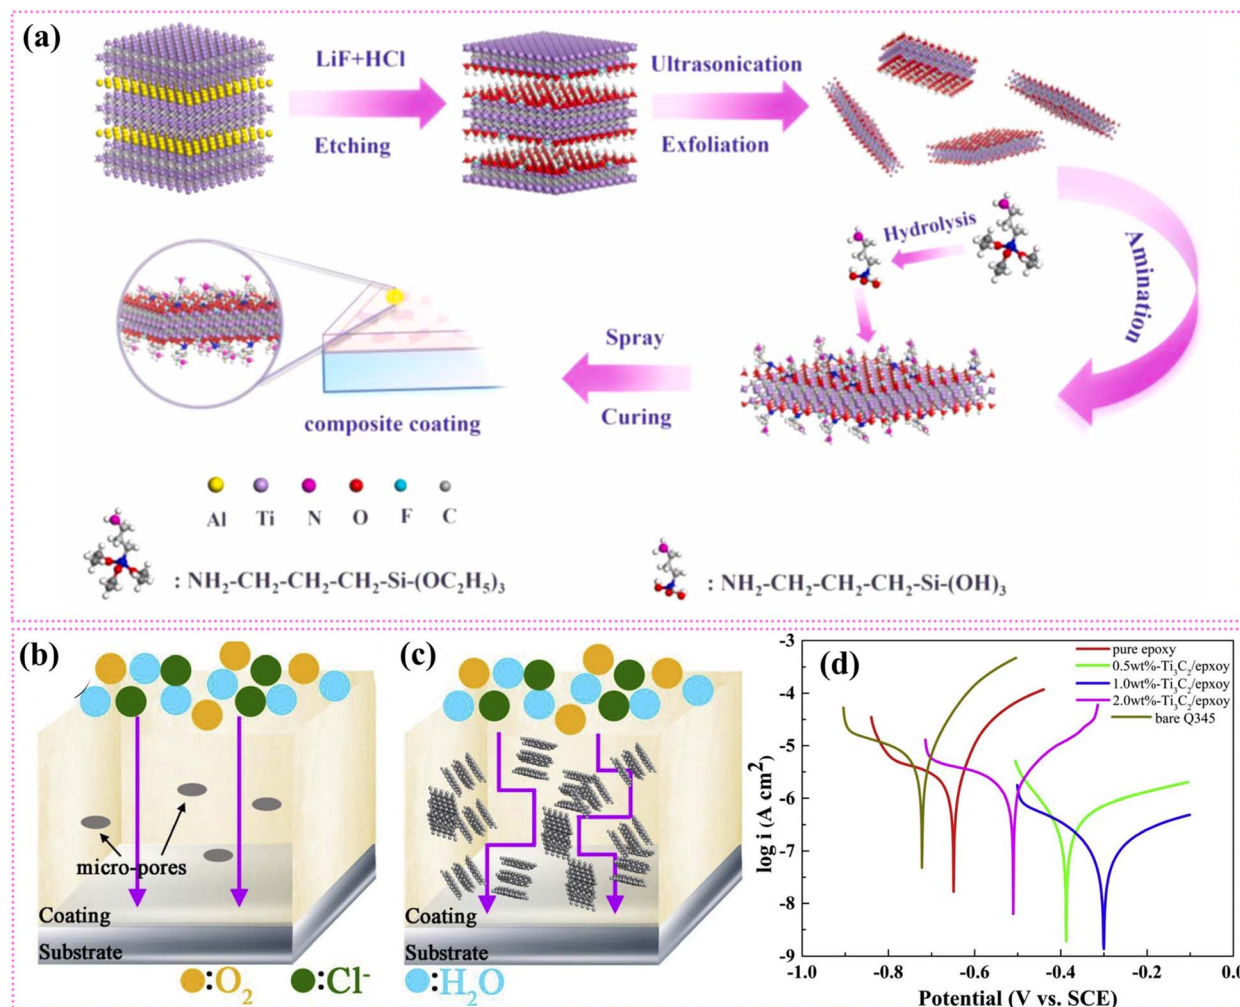 (a)
LiF+HCl
Etching
Ultrasonication
Exfoliation
Hydrolysis
Amination
Spray
Curing
composite coating
Al Ti N O F C
: NH₂-CH₂-CH₂-CH₂-Si-(OC₂H₅)₃
: NH₂-CH₂-CH₂-CH₂-Si-(OH)₃
(b)
micro-pores
Coating
Substrate
(c)
Coating
Substrate
:O₂ :Cl⁻ :H₂O
(d)
pure epoxy
0.5wt%-Ti₃C₂/epxoy
1.0wt%-Ti₃C₂/epxoy
2.0wt%-Ti₃C₂/epxoy
bare Q345
log i (A cm²)
-3
-4
-5
-6
-7
-8
-9
-1.0 -0.8 -0.6 -0.4 -0.2 0.0
Potential (V vs. SCE)